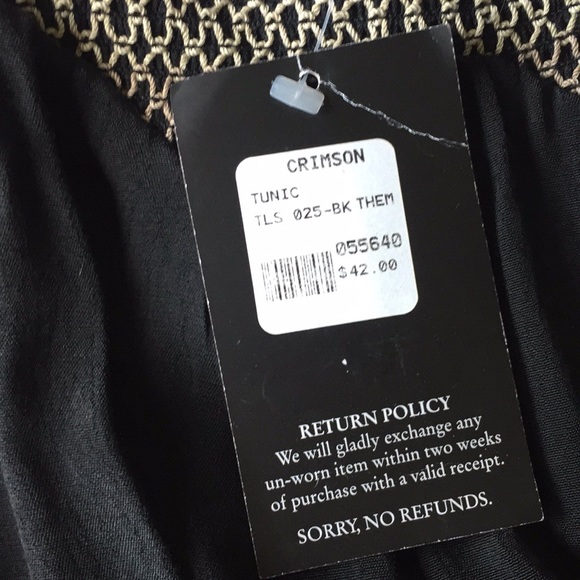 CRIMSON
TUNIC
TLS 025-BK THEM
055640
$42.00
RETURN POLICY
We will gladly exchange any
un-worn item within two weeks
of purchase with a valid receipt.
SORRY, NO REFUNDS.